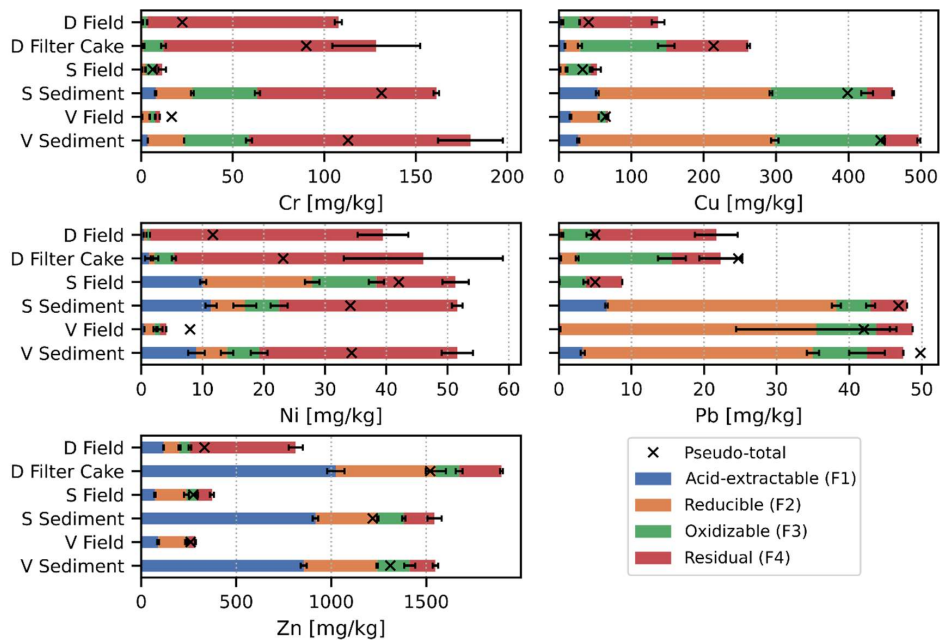 D Field
D Filter Cake
S Field
S Sediment
V Field
V Sediment
0 50 100 150 200
Cr [mg/kg]
0 100 200 300 400 500
Cu [mg/kg]
D Field
D Filter Cake
S Field
S Sediment
V Field
V Sediment
0 10 20 30 40 50 60
Ni [mg/kg]
0 10 20 30 40 50
Pb [mg/kg]
D Field
D Filter Cake
S Field
S Sediment
V Field
V Sediment
0 500 1000 1500
Zn [mg/kg]
Pseudo-total
Acid-extractable (F1)
Reducible (F2)
Oxidizable (F3)
Residual (F4)